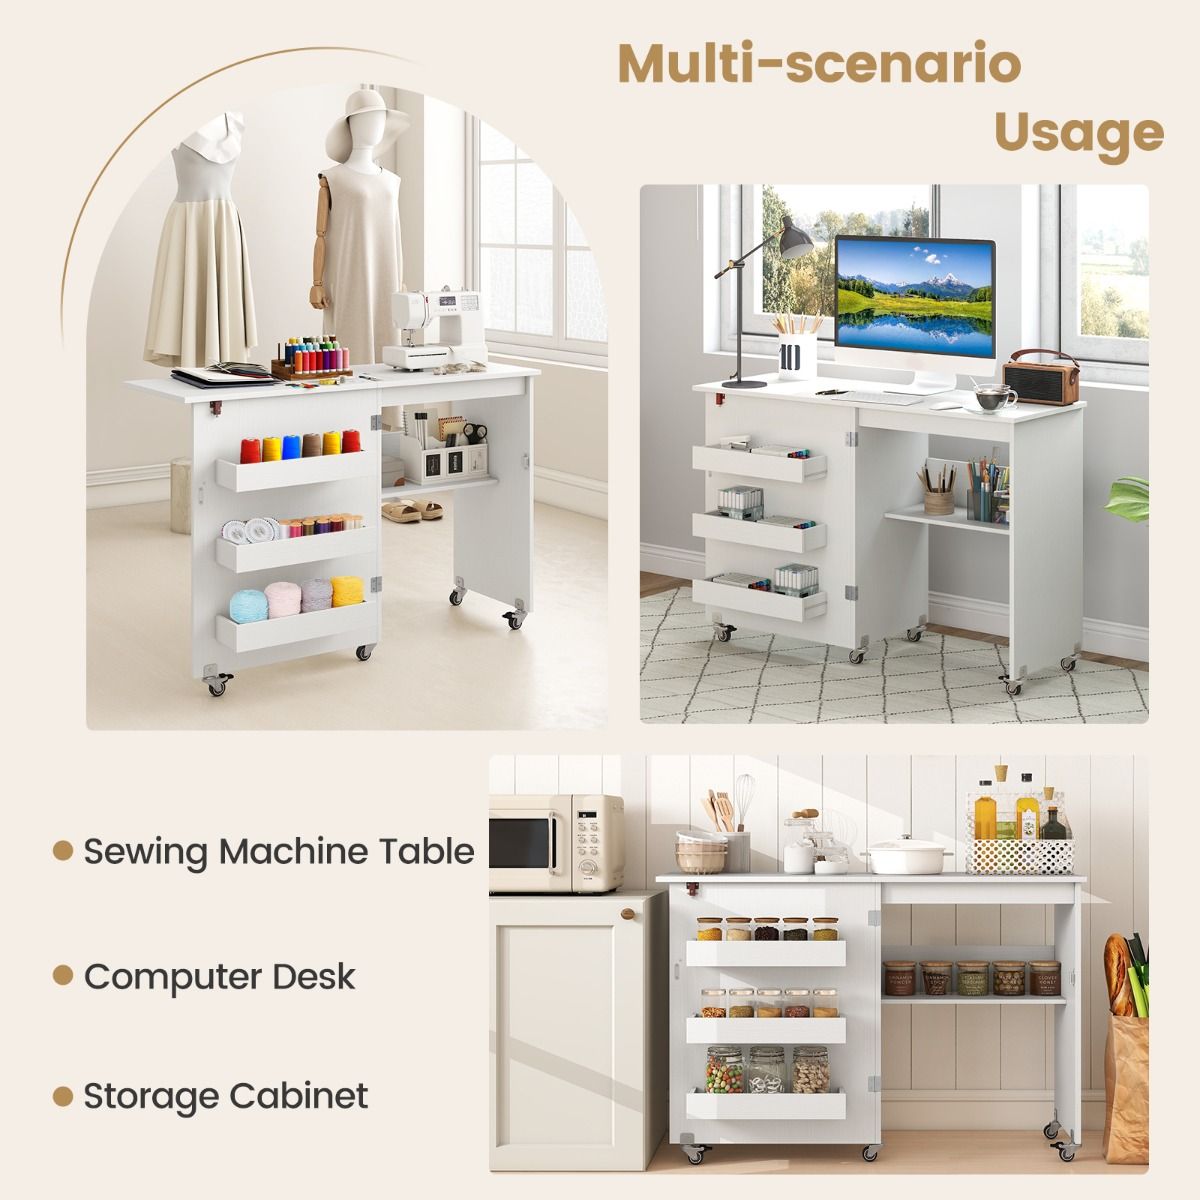 Multi-scenario
Usage
Sewing Machine Table
Computer Desk
Storage Cabinet